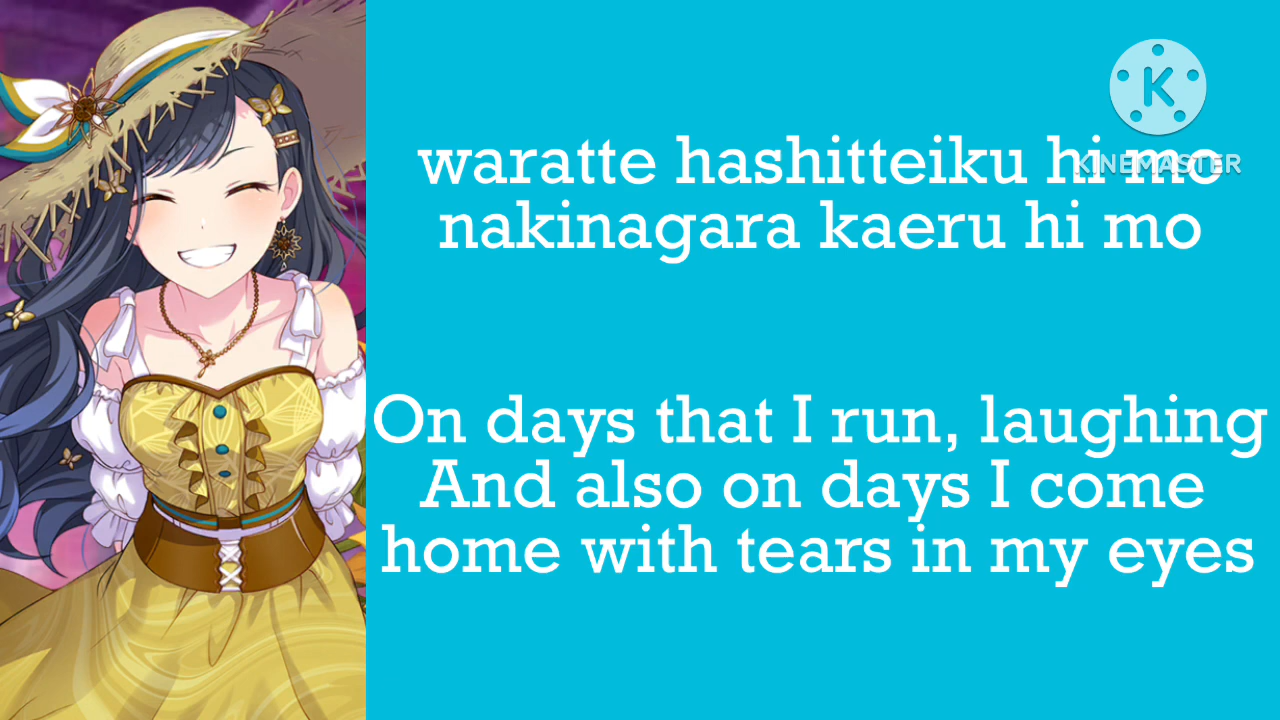 K
KINEMASTER
waratte hashitteiku hi mo
nakinagara kaeru hi mo
On days that I run, laughing
And also on days I come
home with tears in my eyes